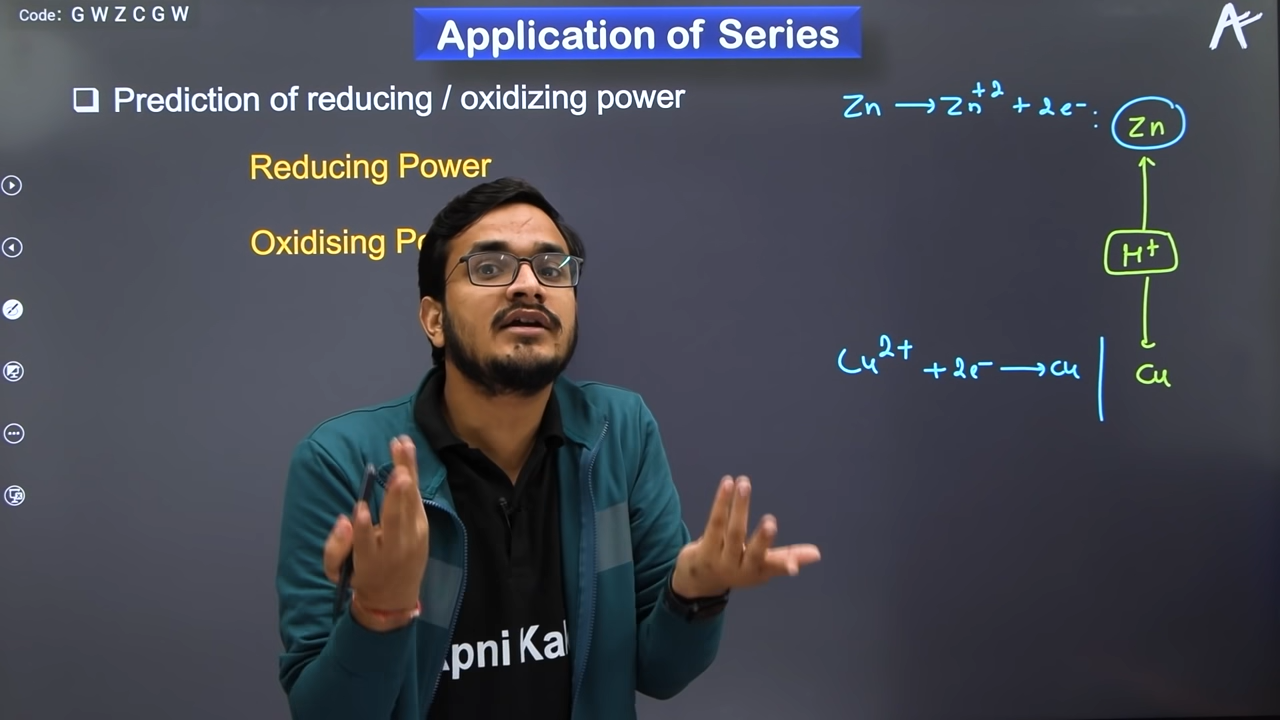 Code: G W Z C G W
Application of Series
❑ Prediction of reducing / oxidizing power
Zn ⟶ Zn⁺² + 2e⁻ : Zn
Reducing Power
Oxidising
H⁺
Cu²⁺ + 2e⁻ ⟶ Cu | Cu
Apni Ka